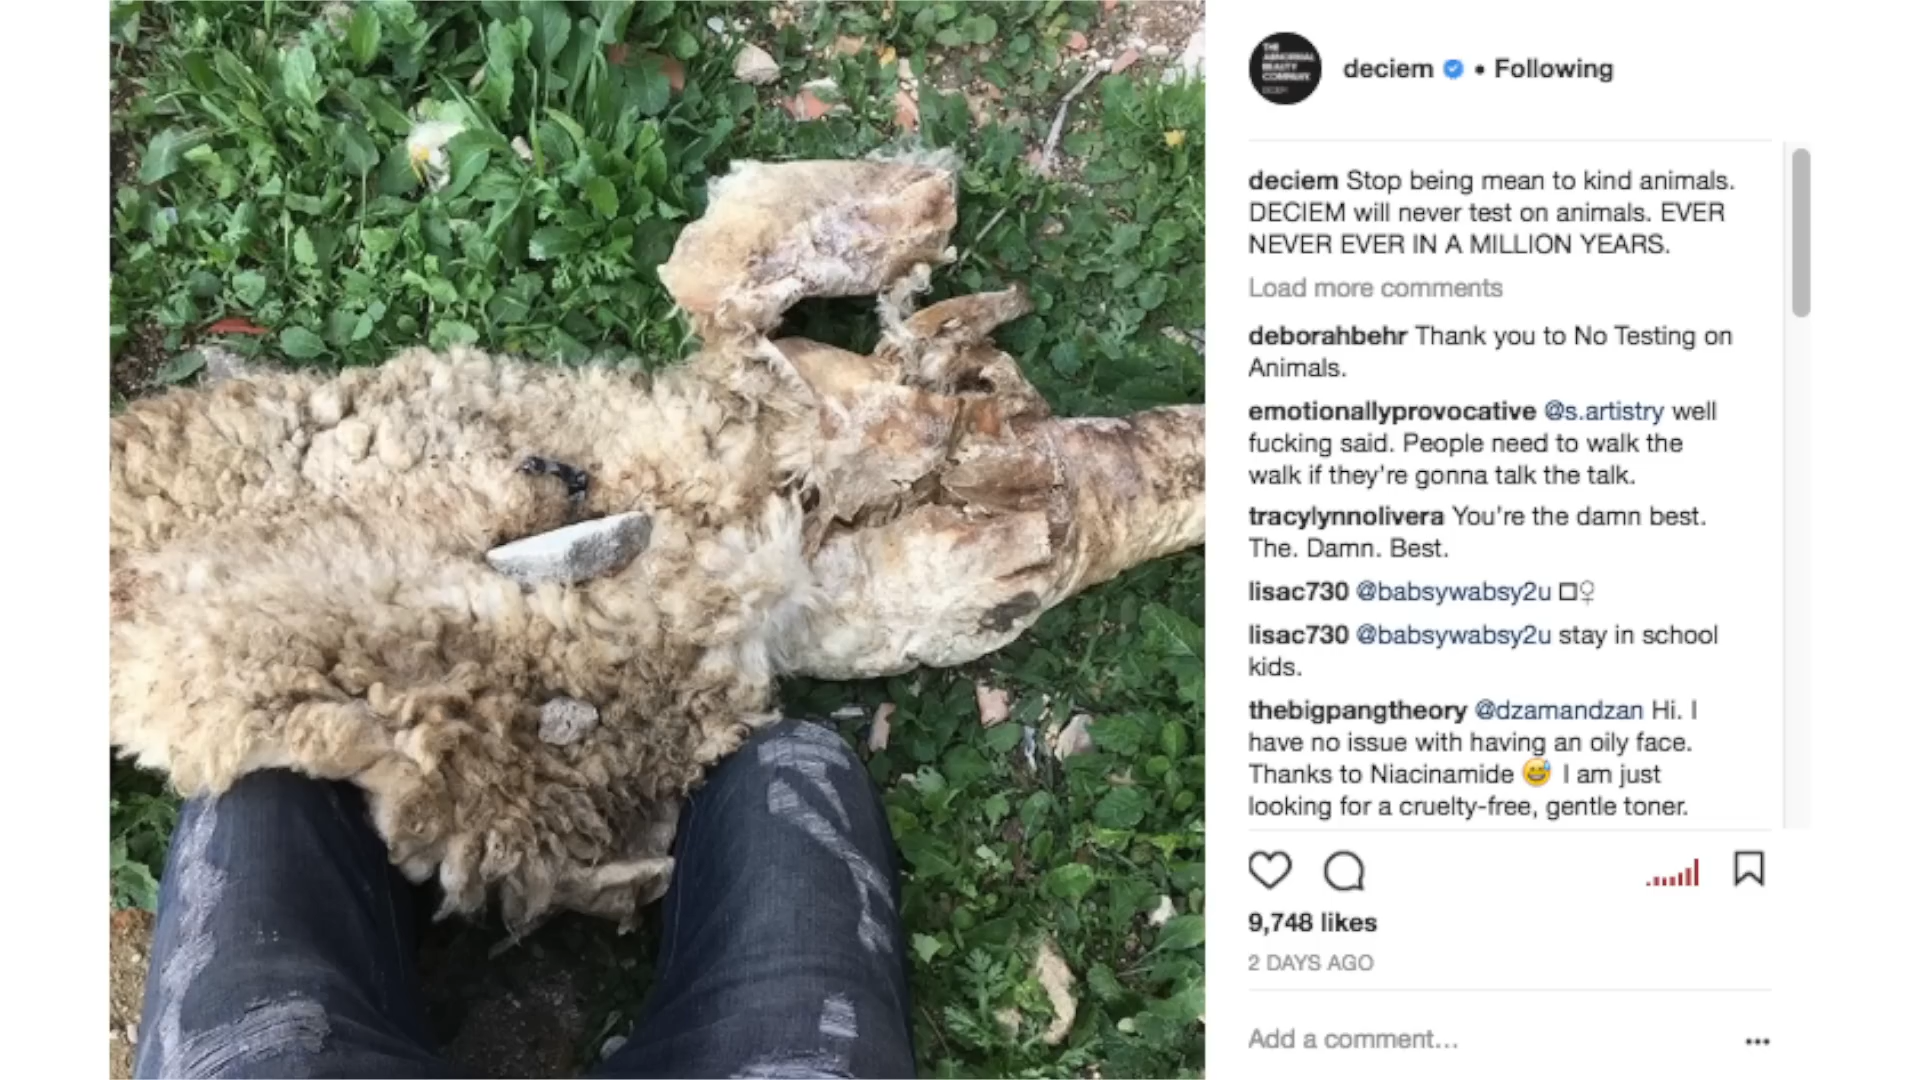 THE
ABNORMAL
BEAUTY
COMPANY.
deciem • Following
deciem Stop being mean to kind animals.
DECIEM will never test on animals. EVER
NEVER EVER IN A MILLION YEARS.
Load more comments
deborahbehr Thank you to No Testing on
Animals.
emotionallyprovocative @s.artistry well
fucking said. People need to walk the
walk if they're gonna talk the talk.
tracylynnolivera You're the damn best.
The. Damn. Best.
lisac730 @babsywabsy2u □♀
lisac730 @babsywabsy2u stay in school
kids.
thebigpangtheory @dzamandzan Hi. I
have no issue with having an oily face.
Thanks to Niacinamide 😅 I am just
looking for a cruelty-free, gentle toner.
9,748 likes
2 DAYS AGO
Add a comment...